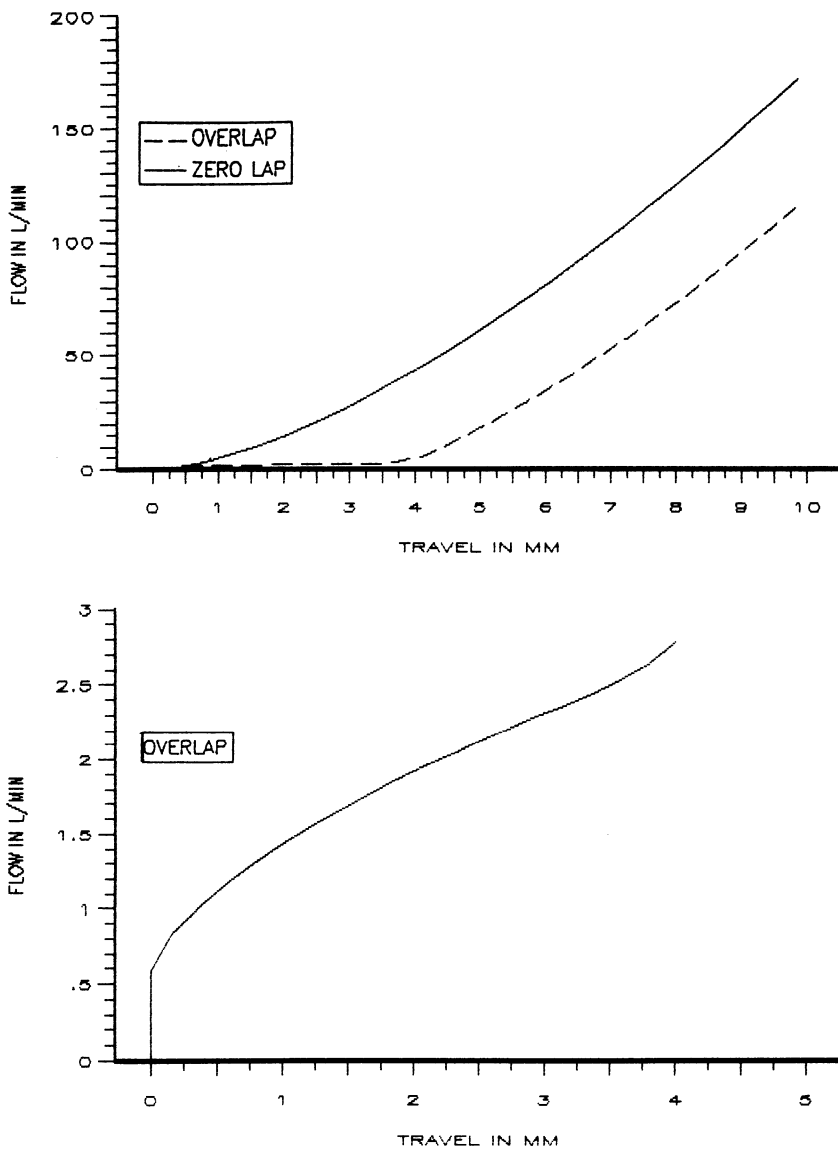 200
150
100
50
0
FLOW IN L/MIN
OVERLAP
ZERO LAP
0 1 2 3 4 5 6 7 8 9 10
TRAVEL IN MM
3
2.5
2
1.5
1
.5
0
FLOW IN L/MIN
OVERLAP
0 1 2 3 4 5
TRAVEL IN MM